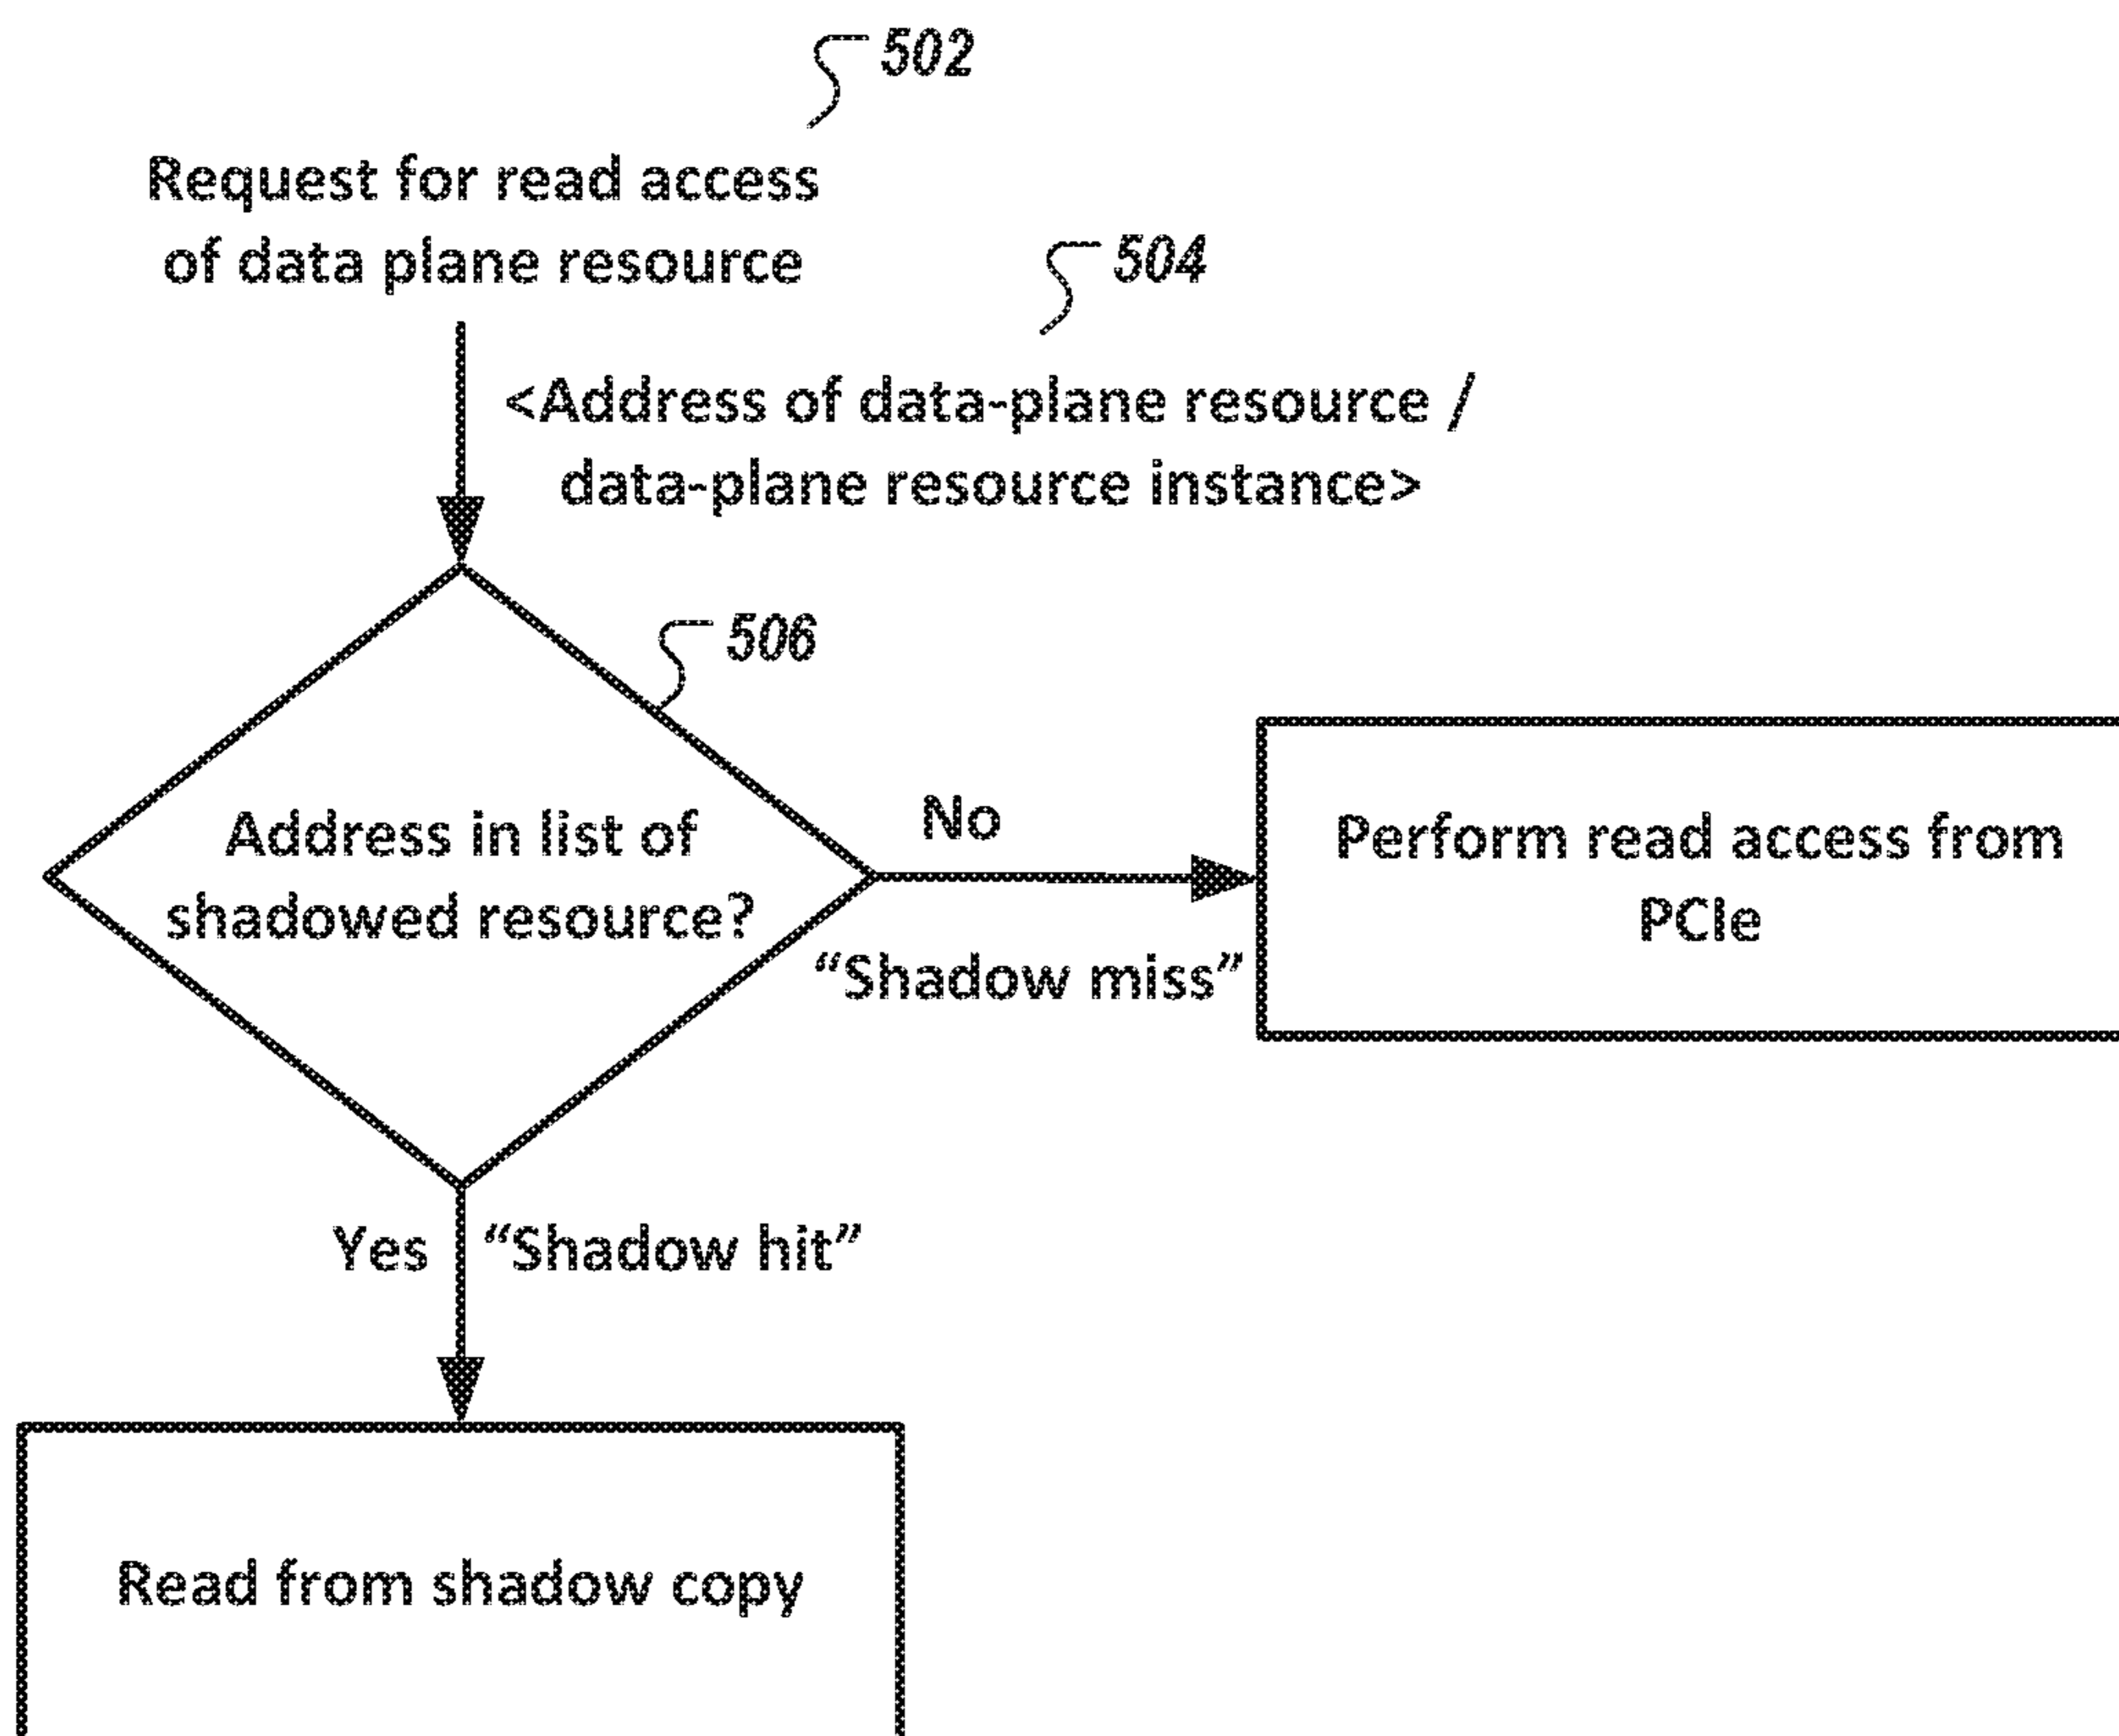 502
Request for read access
of data plane resource
504
<Address of data-plane resource /
data-plane resource instance>
506
Address in list of
shadowed resource?
No
“Shadow miss”
Perform read access from
PCIe
Yes
“Shadow hit”
Read from shadow copy